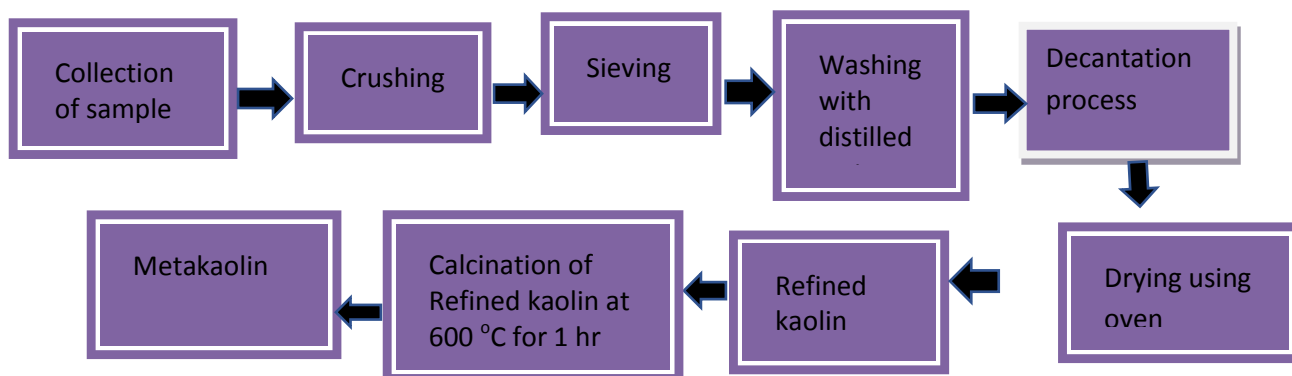 Collection
of sample
Crushing
Sieving
Washing
with
distilled
Decantation
process
Drying using
oven
Refined
kaolin
Calcination of
Refined kaolin at
600 °C for 1 hr
Metakaolin